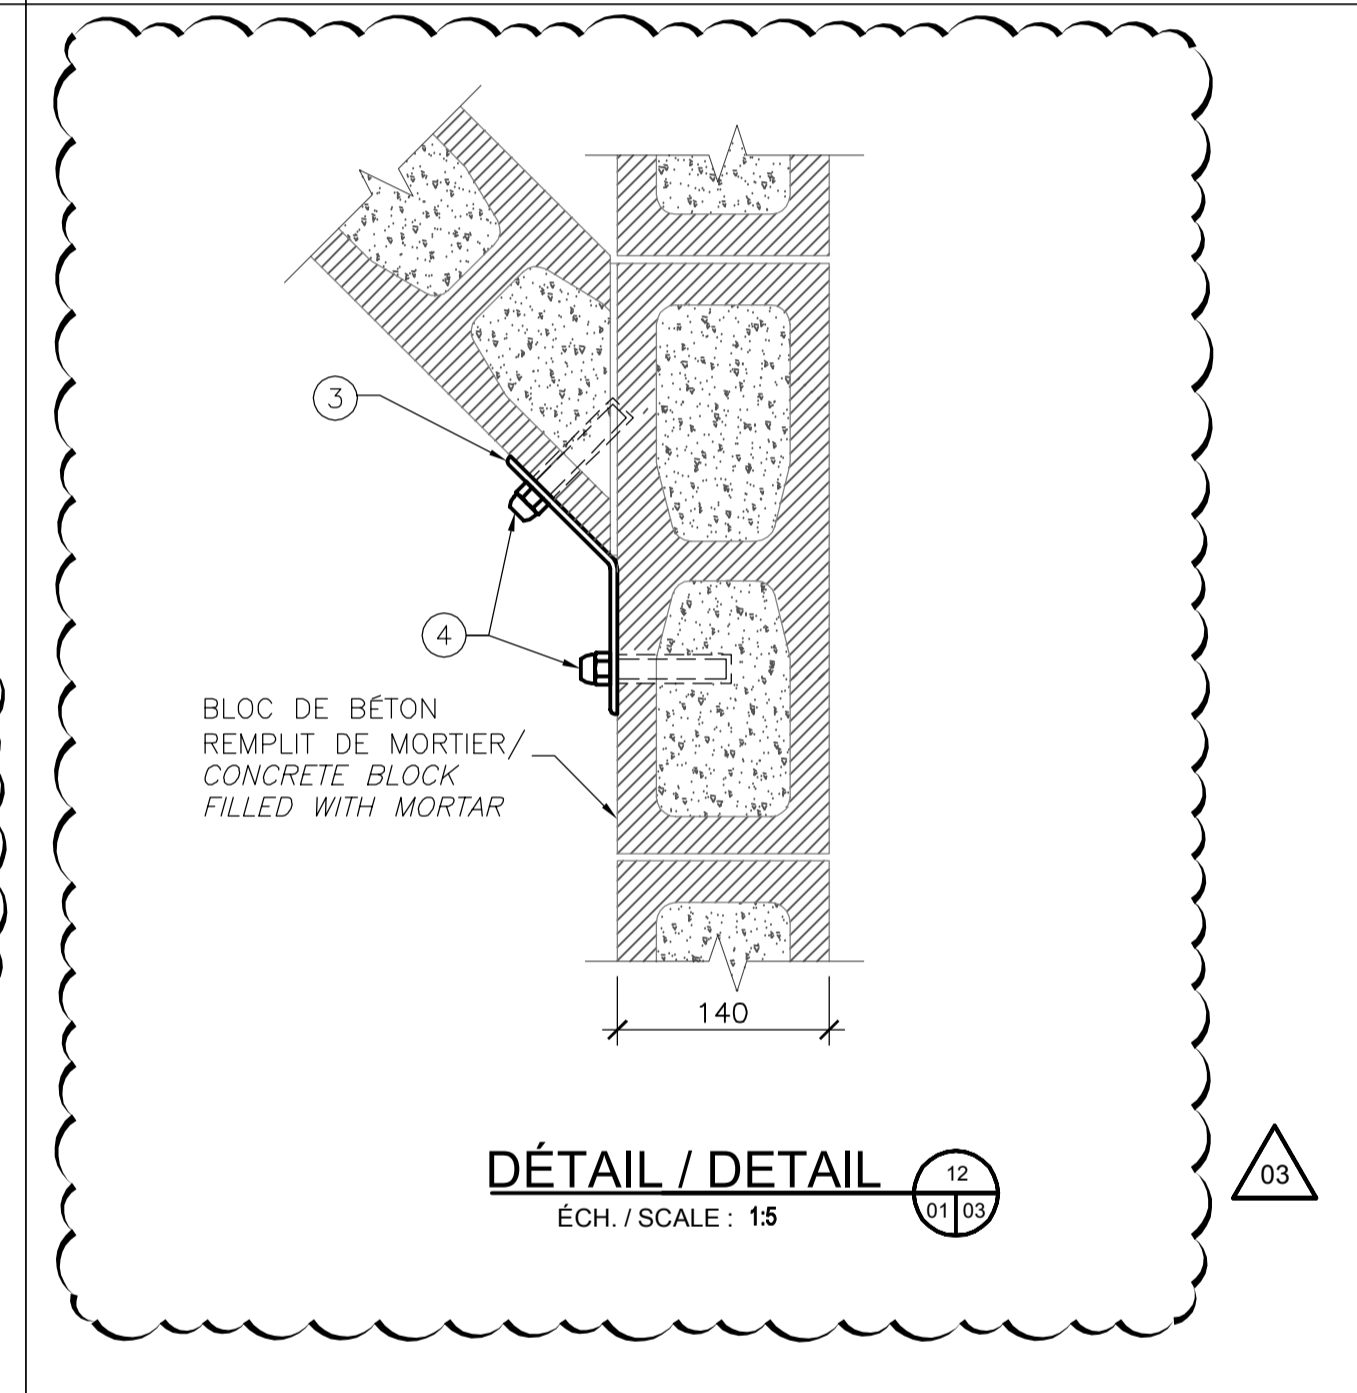 3
4
BLOC DE BÉTON
REMPLIT DE MORTIER/
CONCRETE BLOCK
FILLED WITH MORTAR
140
DÉTAIL / DETAIL
ÉCH. / SCALE : 1:5
12
01 03
03